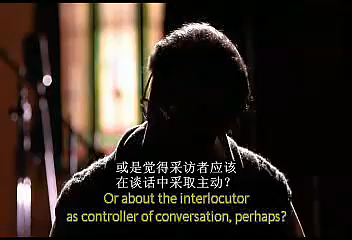 或是觉得采访者应该
在谈话中采取主动?
Or about the interlocutor
as controller of conversation, perhaps?